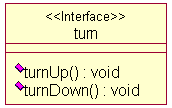 <<Interface>>
turn
turnUp() : void
turnDown() : void